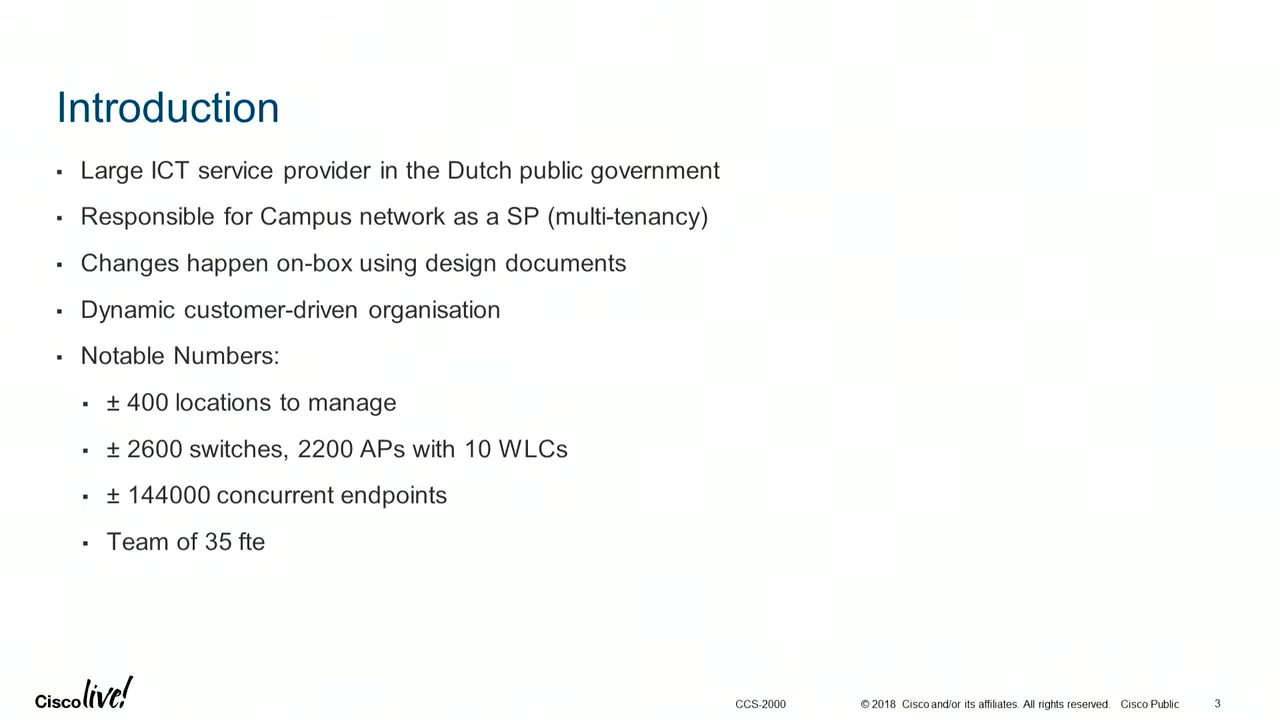 Introduction
▪ Large ICT service provider in the Dutch public government
▪ Responsible for Campus network as a SP (multi-tenancy)
▪ Changes happen on-box using design documents
▪ Dynamic customer-driven organisation
▪ Notable Numbers:
▪ ± 400 locations to manage
▪ ± 2600 switches, 2200 APs with 10 WLCs
▪ ± 144000 concurrent endpoints
▪ Team of 35 fte
Cisco live!
CCS-2000 © 2018 Cisco and/or its affiliates. All rights reserved. Cisco Public 3